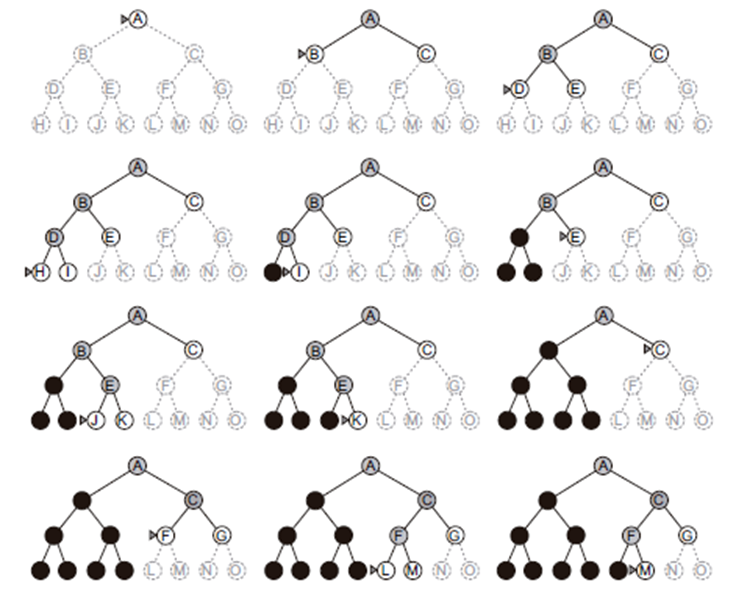 A A A
B C B C B C
D E F G D E F G D E F G
H I J K L M N O H I J K L M N O H I J K L M N O
A A A
B C B C B C
D E F G D E F G E F G
H I J K L M N O I J K L M N O J K L M N O
A A A
B C B C C
E F G E F G F G
J K L M N O K L M N O L M N O
A A A
C C C
F G F G F G
L M N O L M N O M N O